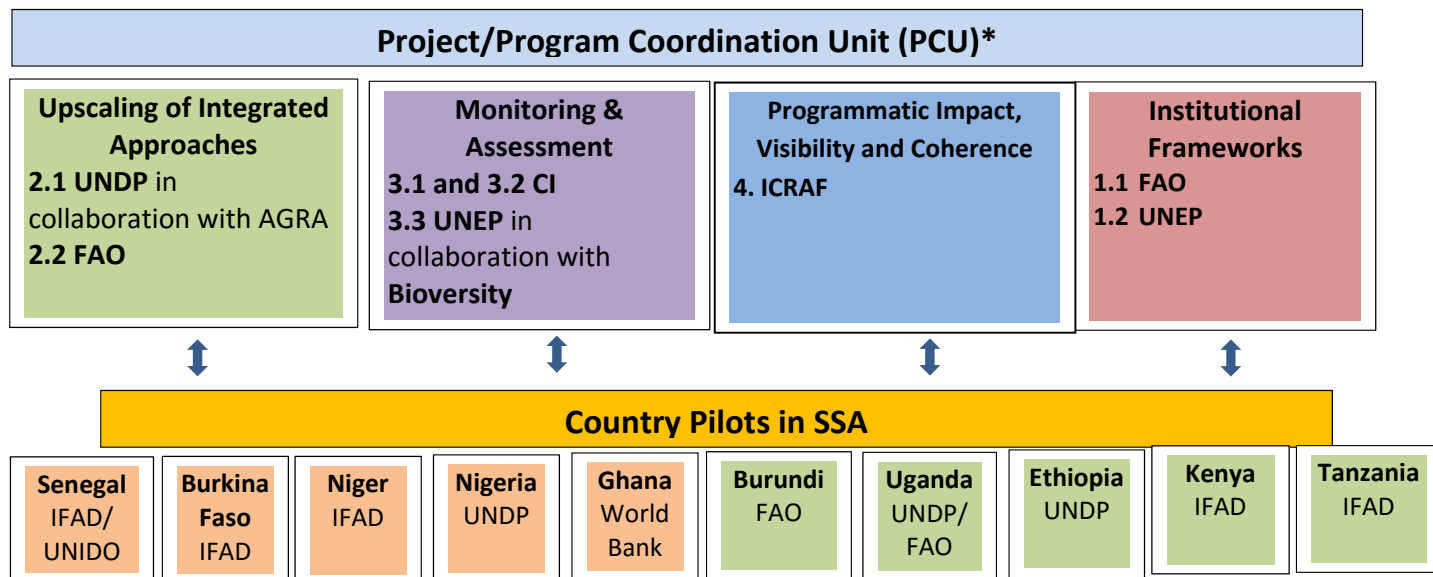 Project/Program Coordination Unit (PCU)*
Upscaling of Integrated
Approaches
2.1 UNDP in
collaboration with AGRA
2.2 FAO
Monitoring &
Assessment
3.1 and 3.2 CI
3.3 UNEP in
collaboration with
Bioversity
Programmatic Impact,
Visibility and Coherence
4. ICRAF
Institutional
Frameworks
1.1 FAO
1.2 UNEP
Country Pilots in SSA
Senegal
IFAD/
UNIDO
Burkina
Faso
IFAD
Niger
IFAD
Nigeria
UNDP
Ghana
World
Bank
Burundi
FAO
Uganda
UNDP/
FAO
Ethiopia
UNDP
Kenya
IFAD
Tanzania
IFAD